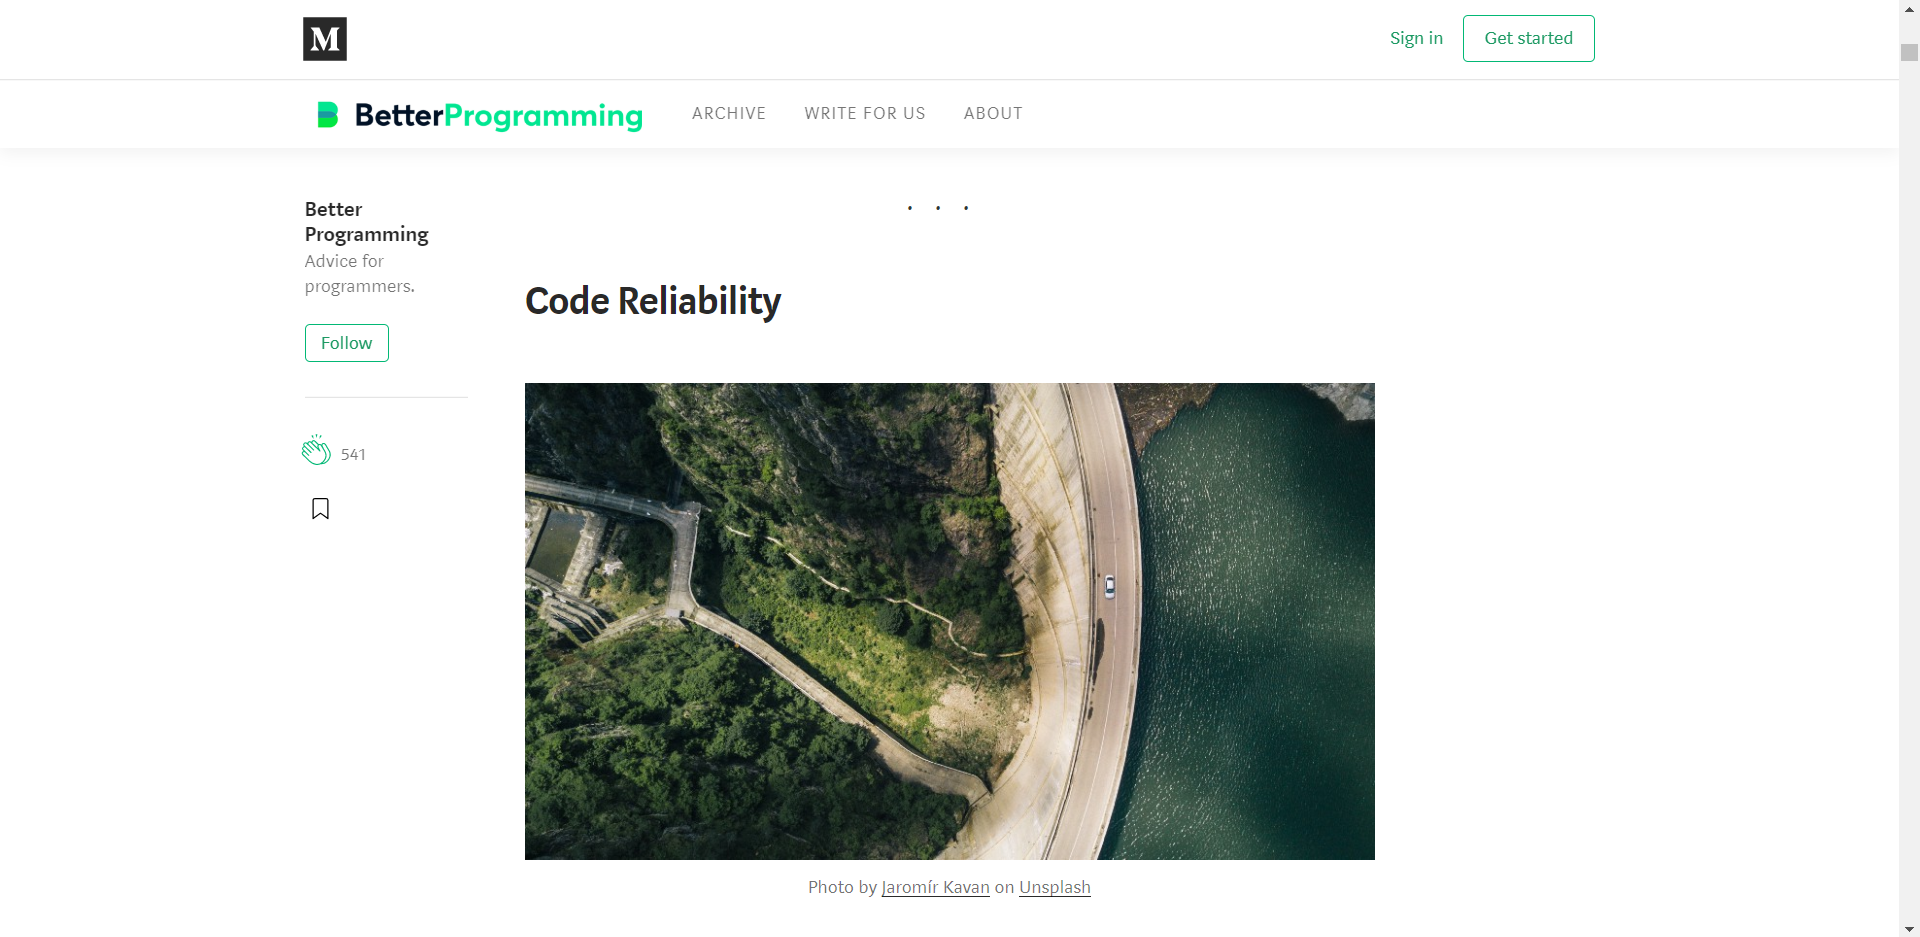 M
Sign in
Get started
BetterProgramming
ARCHIVE
WRITE FOR US
ABOUT
Better
Programming
Advice for
programmers.
Follow
541
. . .
Code Reliability
Photo by Jaromír Kavan on Unsplash